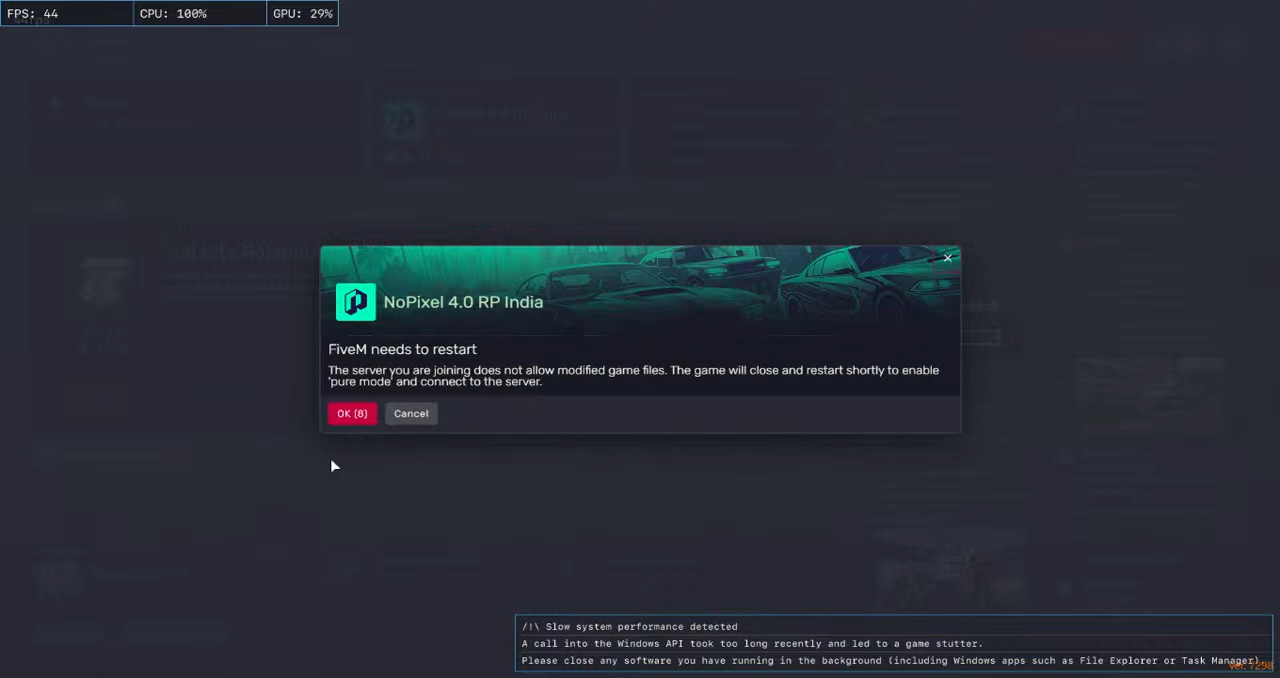 FPS: 44
CPU: 100%
GPU: 29%
NoPixel 4.0 RP India
FiveM needs to restart
The server you are joining does not allow modified game files. The game will close and restart shortly to enable
'pure mode' and connect to the server.
OK (8)
Cancel
/!\ Slow system performance detected
A call into the Windows API took too long recently and led to a game stutter.
Please close any software you have running in the background (including Windows apps such as File Explorer or Task Manager).
Ver. 7298